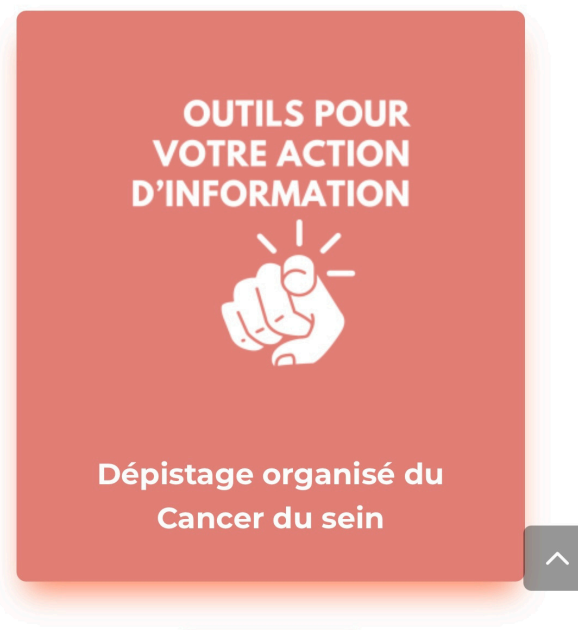 OUTILS POUR
VOTRE ACTION
D’INFORMATION
Dépistage organisé du
Cancer du sein